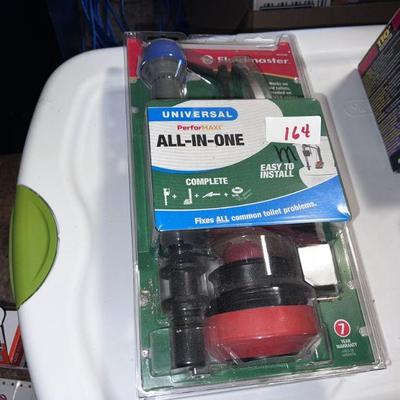 Fluidmaster
UNIVERSAL
PerforMAX
ALL-IN-ONE
164
COMPLETE
EASY TO
INSTALL
Fixes ALL common toilet problems.
7
YEAR
WARRANTY